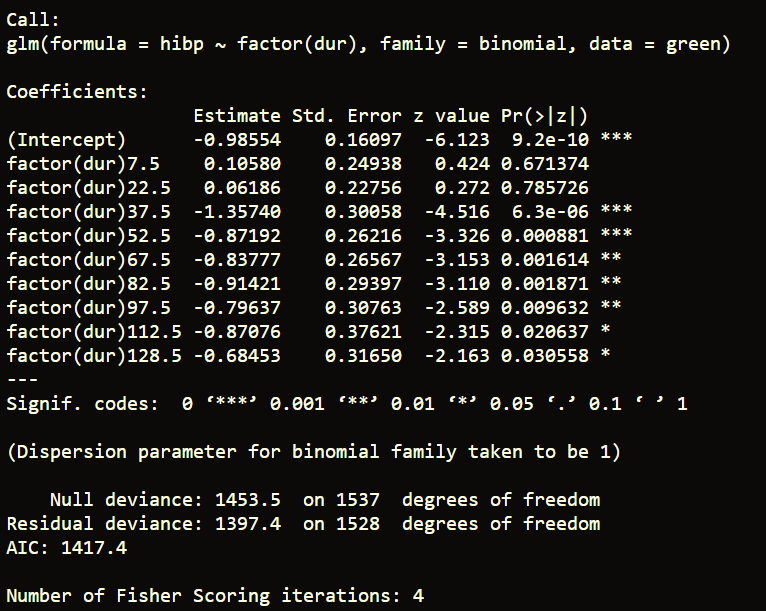 Call:
glm(formula = hibp ~ factor(dur), family = binomial, data = green)
Coefficients:
Estimate Std. Error z value Pr(>|z|)
(Intercept) -0.98554 0.16097 -6.123 9.2e-10 ***
factor(dur)7.5 0.10580 0.24938 0.424 0.671374
factor(dur)22.5 0.06186 0.22756 0.272 0.785726
factor(dur)37.5 -1.35740 0.30058 -4.516 6.3e-06 ***
factor(dur)52.5 -0.87192 0.26216 -3.326 0.000881 ***
factor(dur)67.5 -0.83777 0.26567 -3.153 0.001614 **
factor(dur)82.5 -0.91421 0.29397 -3.110 0.001871 **
factor(dur)97.5 -0.79637 0.30763 -2.589 0.009632 **
factor(dur)112.5 -0.87076 0.37621 -2.315 0.020637 *
factor(dur)128.5 -0.68453 0.31650 -2.163 0.030558 *
---
Signif. codes: 0 ‘***’ 0.001 ‘**’ 0.01 ‘*’ 0.05 ‘.’ 0.1 ‘ ’ 1
(Dispersion parameter for binomial family taken to be 1)
Null deviance: 1453.5 on 1537 degrees of freedom
Residual deviance: 1397.4 on 1528 degrees of freedom
AIC: 1417.4
Number of Fisher Scoring iterations: 4